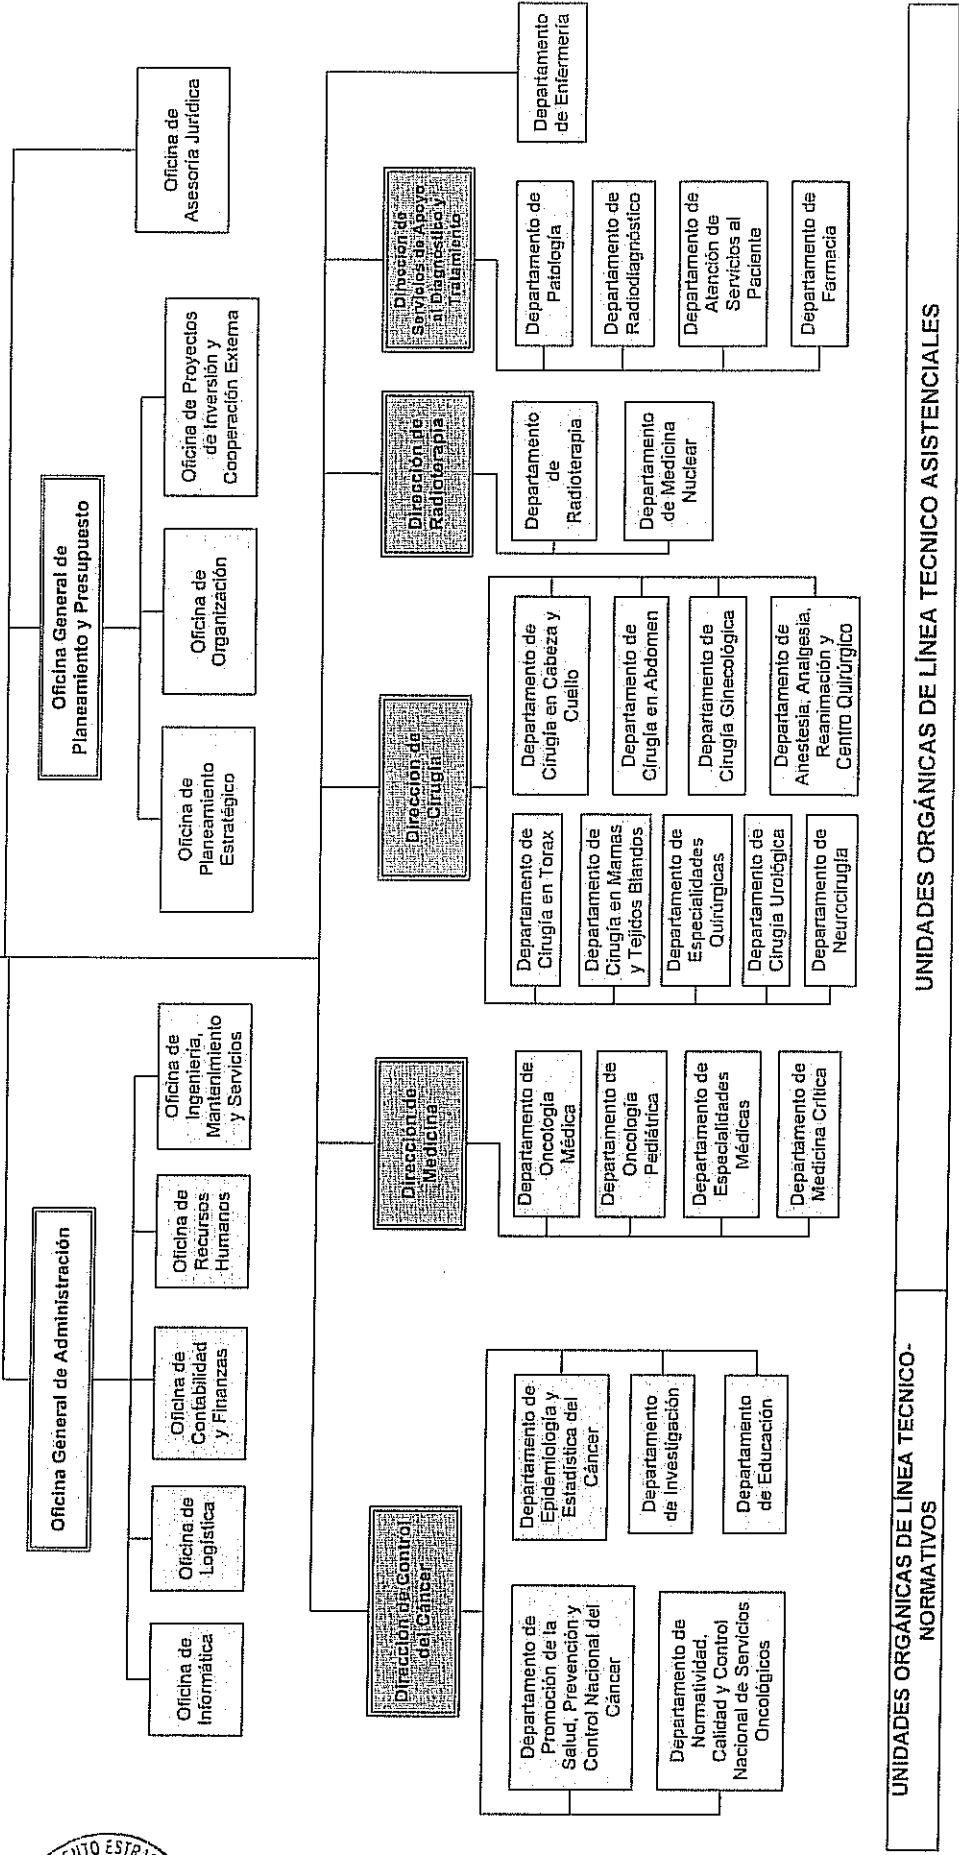 Oficina General de Administración
Oficina General de
Planeamiento y Presupuesto
Oficina de
Asesoría Jurídica
Oficina de
Informática
Oficina de
Logística
Oficina de
Contabilidad
y Finanzas
Oficina de
Recursos
Humanos
Oficina de
Ingeniería,
Mantenimiento
y Servicios
Oficina de
Planeamiento
Estratégico
Oficina de
Organización
Oficina de Proyectos
de Inversión y
Cooperación Externa
Dirección de Control
del Cáncer
Departamento de
Promoción de la
Salud, Prevención y
Control Nacional del
Cáncer
Departamento de
Normatividad,
Calidad y Control
Nacional de Servicios
Oncológicos
Departamento de
Epidemiología y
Estadística del
Cáncer
Departamento
de Investigación
Departamento
de Educación
Dirección de
Medicina
Departamento de
Oncología
Médica
Departamento de
Oncología
Pediátrica
Departamento de
Especialidades
Médicas
Departamento de
Medicina Crítica
Dirección de
Cirugía
Departamento de
Cirugía en Tórax
Departamento de
Cirugía en Mamas
y Tejidos Blandos
Departamento de
Especialidades
Quirúrgicas
Departamento de
Cirugía Urológica
Departamento de
Neurocirugía
Departamento de
Cirugía en Cabeza y
Cuello
Departamento de
Cirugía en Abdomen
Departamento de
Cirugía Ginecológica
Departamento de
Anestesia, Analgesia,
Reanimación y
Centro Quirúrgico
Dirección de
Radioterapia
Departamento
de
Radioterapia
Departamento
de Medicina
Nuclear
Dirección de
Servicios de Apoyo
al Diagnóstico y
Tratamiento
Departamento de
Patología
Departamento de
Radiodiagnóstico
Departamento de
Atención de
Servicios al
Paciente
Departamento de
Farmacia
Departamento
de Enfermería
UNIDADES ORGÁNICAS DE LÍNEA TECNICO-
NORMATIVOS
UNIDADES ORGÁNICAS DE LÍNEA TECNICO ASISTENCIALES